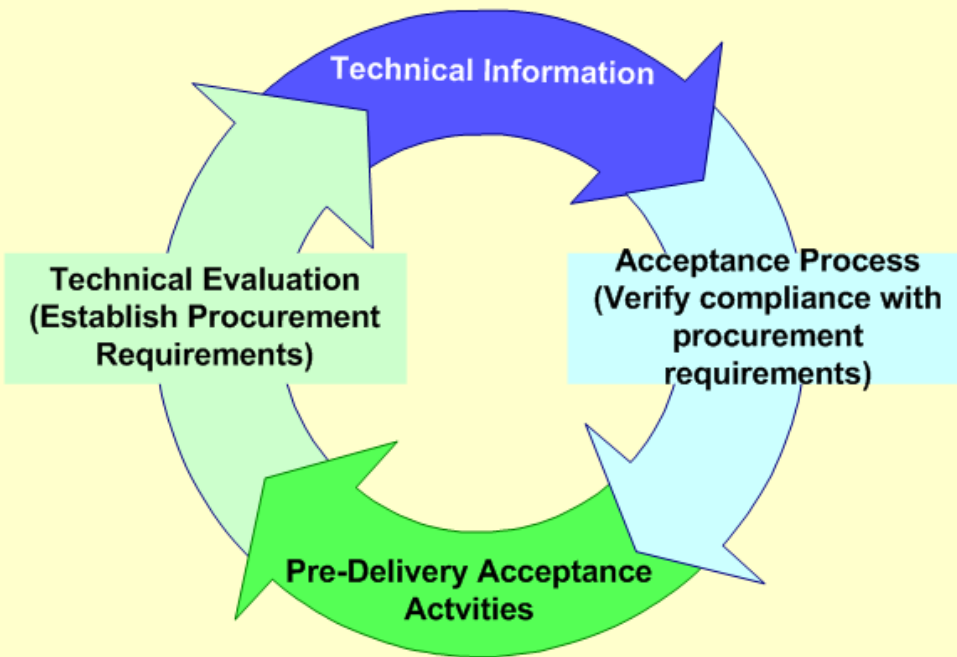 Technical Information
Technical Evaluation
(Establish Procurement
Requirements)
Acceptance Process
(Verify compliance with
procurement
requirements)
Pre-Delivery Acceptance
Actvities